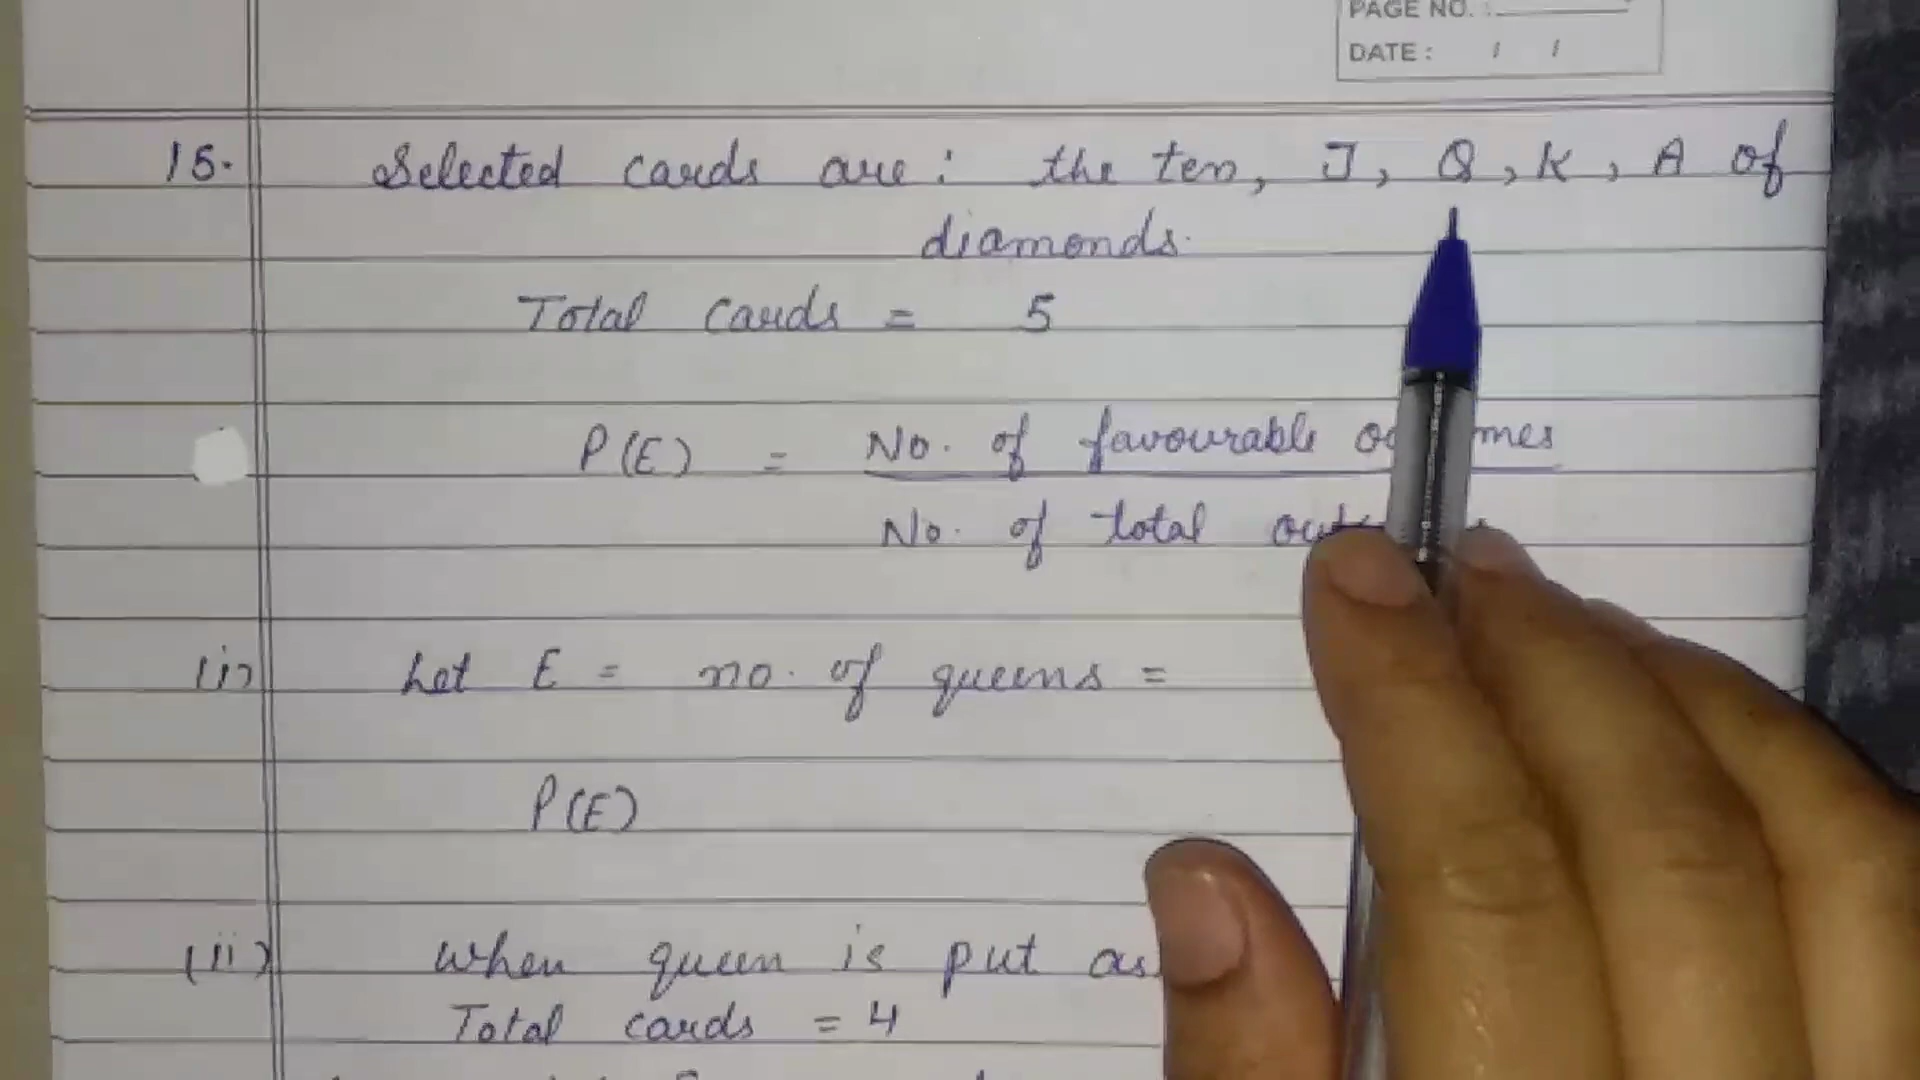 PAGE NO. :
DATE : / /
15. Selected cards are : the ten, J, Q, K, A of
diamonds.
Total cards = 5
P(E) = No. of favourable
No. of total
(i) Let E = no. of queens =
P(E)
(ii) When queen is put
Total cards = 4